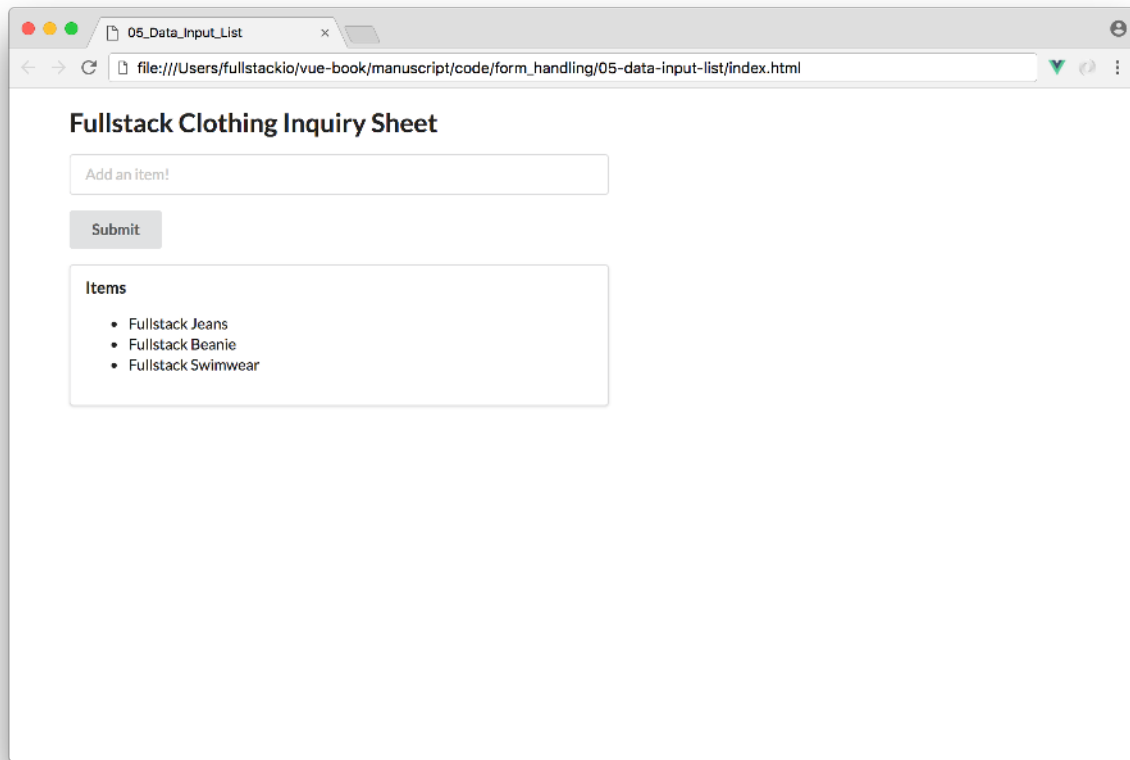 05_Data_Input_List
file:///Users/fullstackio/vue-book/manuscript/code/form_handling/05-data-input-list/index.html
Fullstack Clothing Inquiry Sheet
Add an item!
Submit
Items
Fullstack Jeans
Fullstack Beanie
Fullstack Swimwear